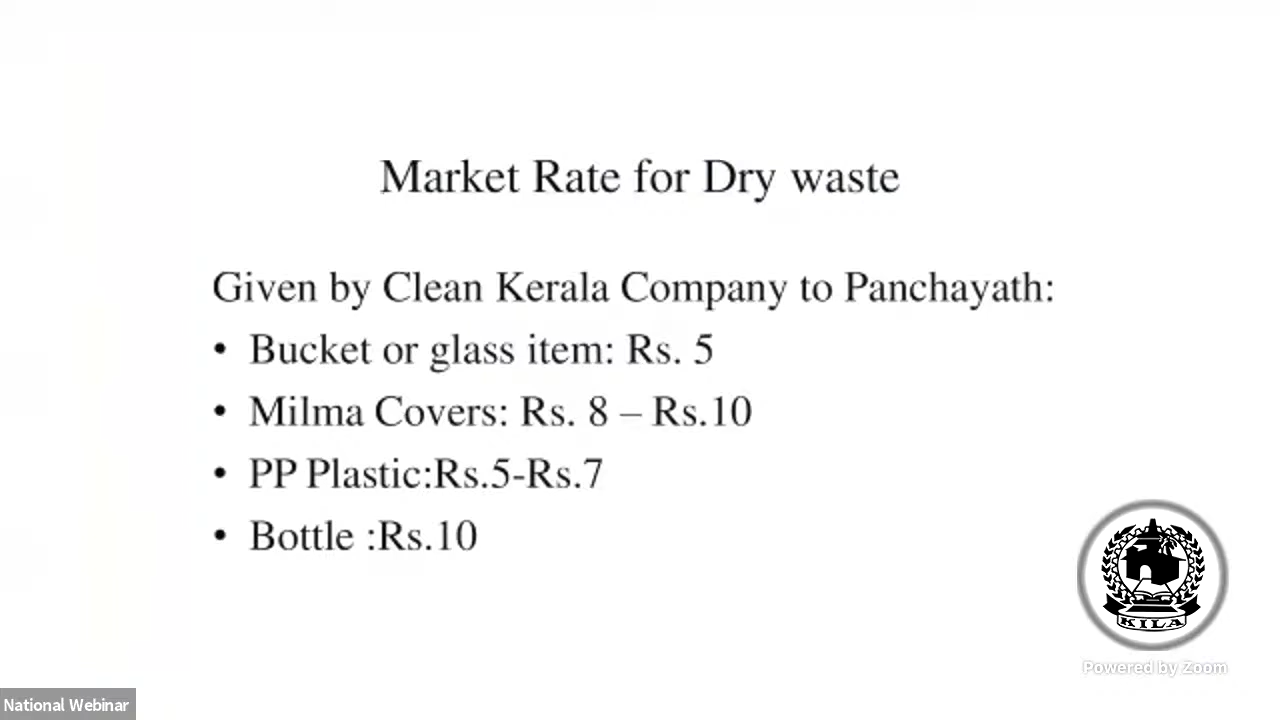 Market Rate for Dry waste
Given by Clean Kerala Company to Panchayath:
• Bucket or glass item: Rs. 5
• Milma Covers: Rs. 8 – Rs.10
• PP Plastic:Rs.5-Rs.7
• Bottle :Rs.10
KILA
Powered by Zoom
National Webinar